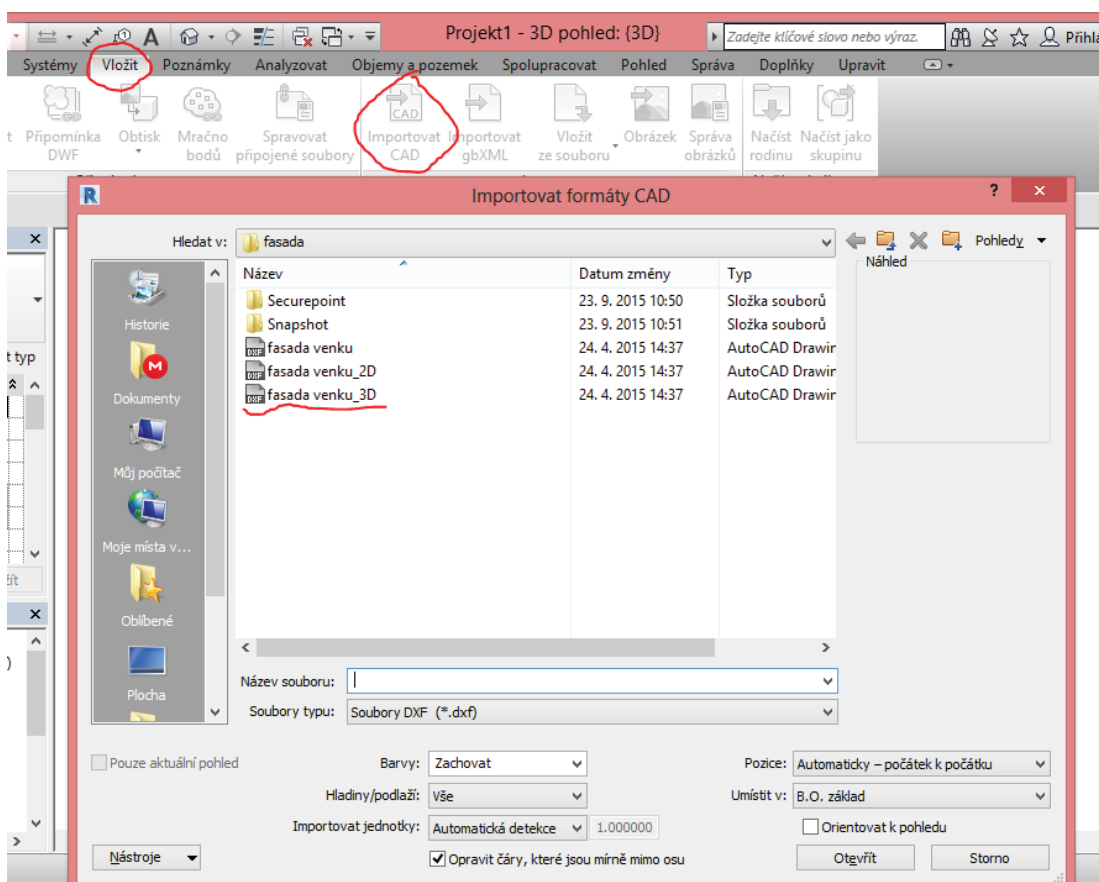 Projekt1 - 3D pohled: {3D}
Zadejte klíčové slovo nebo výraz.
Systémy Vložit Poznámky Analyzovat Objemy a pozemek Spolupracovat Pohled Správa Doplňky Upravit
Připomínka Obtisk Mračno Spravovat Importovat Importovat Vložit Obrázek Správa Načíst Načíst jako
DWF bodů připojené soubory CAD gbXML ze souboru obrázků rodinu skupinu
CAD
R Importovat formáty CAD ?
Hledat v: fasada Pohledy
Náhled
Název Datum změny Typ
Securepoint 23. 9. 2015 10:50 Složka souborů
Snapshot 23. 9. 2015 10:51 Složka souborů
DXF fasada venku 24. 4. 2015 14:37 AutoCAD Drawin
DXF fasada venku_2D 24. 4. 2015 14:37 AutoCAD Drawin
DXF fasada venku_3D 24. 4. 2015 14:37 AutoCAD Drawin
Historie
t typ
Dokumenty
Můj počítač
Moje místa v...
Oblíbené
Plocha
Název souboru:
Soubory typu: Soubory DXF (*.dxf)
Pouze aktuální pohled Barvy: Zachovat Pozice: Automaticky – počátek k počátku
Hladiny/podlaží: Vše Umístit v: B.O. základ
Importovat jednotky: Automatická detekce 1.000000 Orientovat k pohledu
Nástroje Opravit čáry, které jsou mírně mimo osu Otevřít Storno